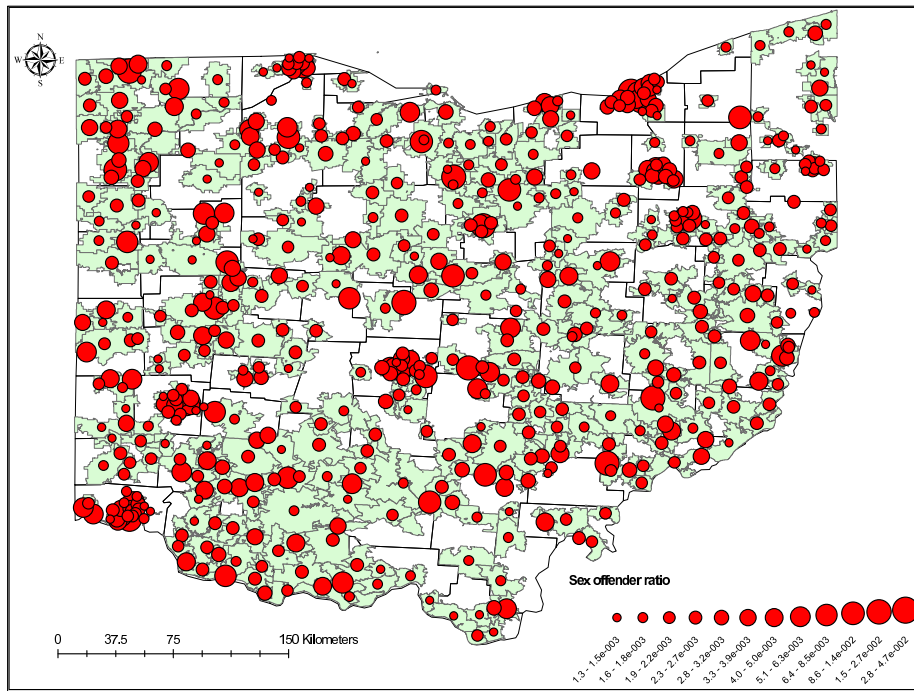 N
W E
S
Sex offender ratio
0 37.5 75 150 Kilometers
1.3 - 1.5e-003
1.6 - 1.8e-003
1.9 - 2.2e-003
2.3 - 2.7e-003
2.8 - 3.2e-003
3.3 - 3.9e-003
4.0 - 5.0e-003
5.1 - 6.3e-003
6.4 - 8.5e-003
8.6 - 1.4e-002
1.5 - 2.7e-002
2.8 - 4.7e-002